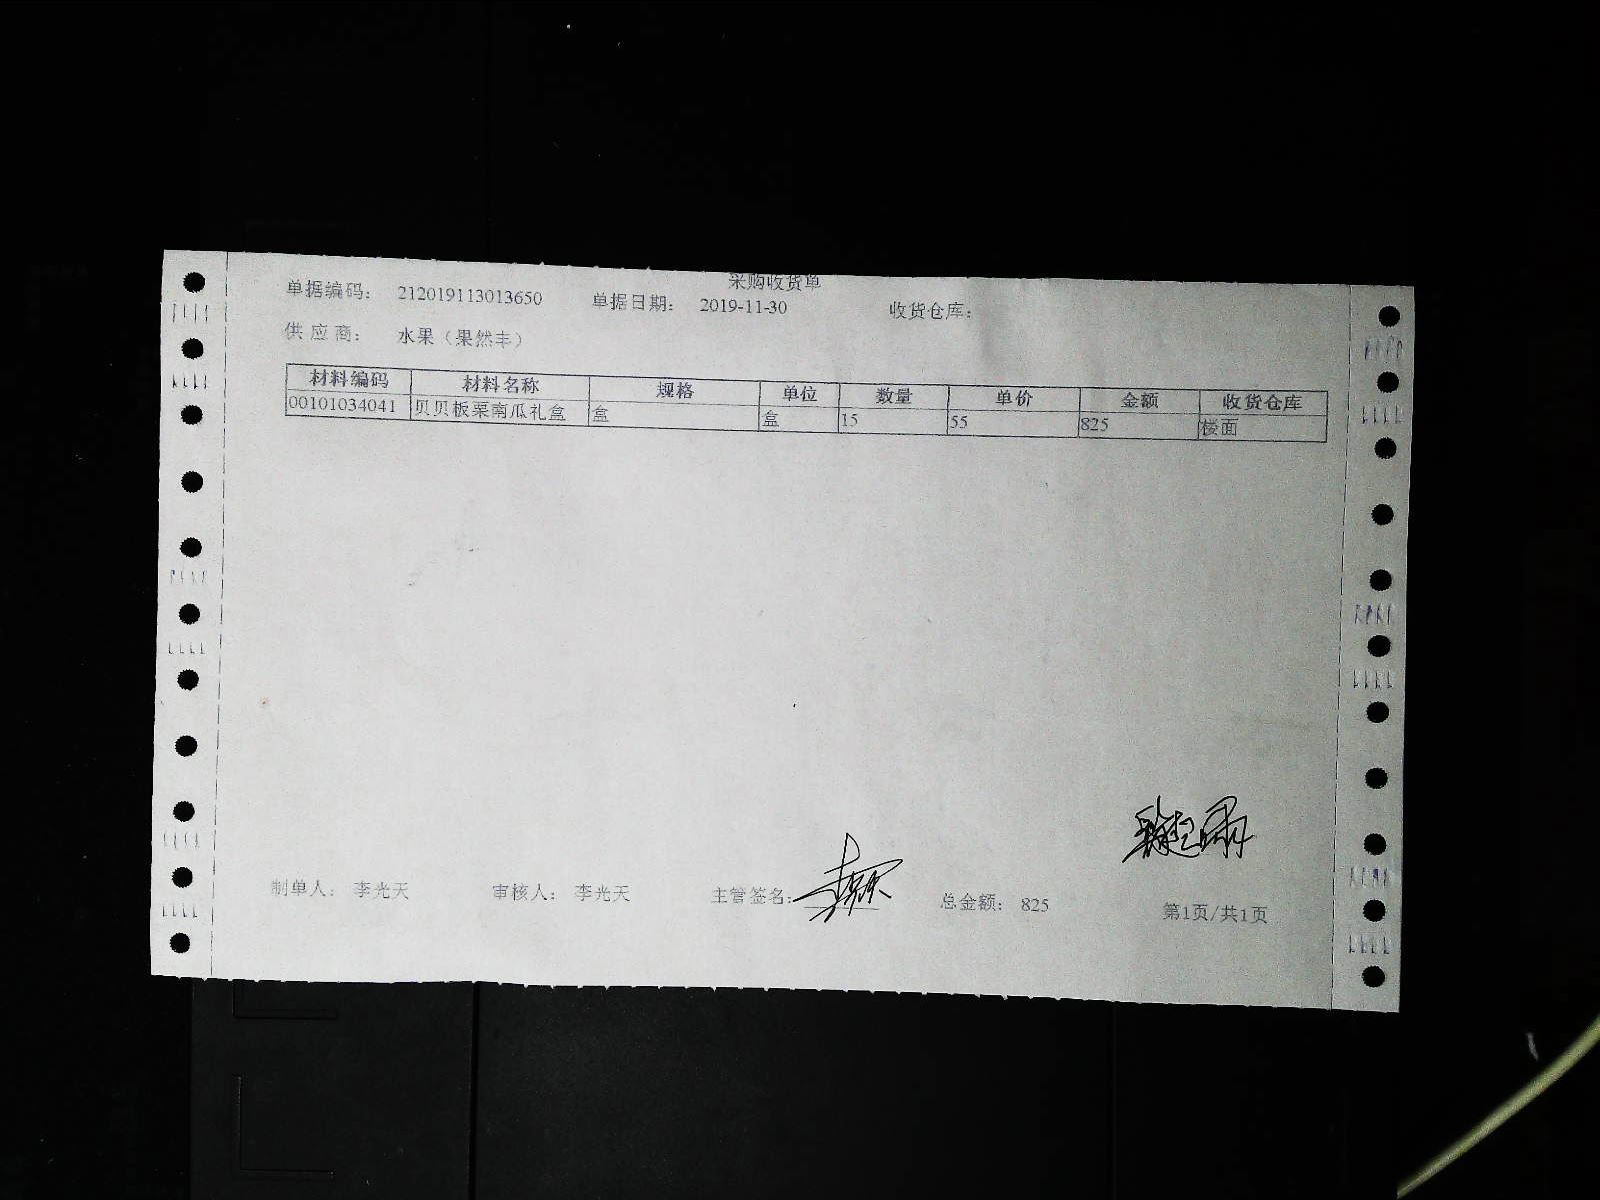 采购收货单
单据编码： 212019113013650 单据日期： 2019-11-30 收货仓库：
供 应 商： 水果（果然丰）
材料编码 材料名称 规格 单位 数量 单价 金额 收货仓库
00101034041 贝贝板栗南瓜礼盒 盒 盒 15 55 825 楼面
制单人： 李光天 审核人： 李光天 主管签名： 总金额： 825 第1页/共1页